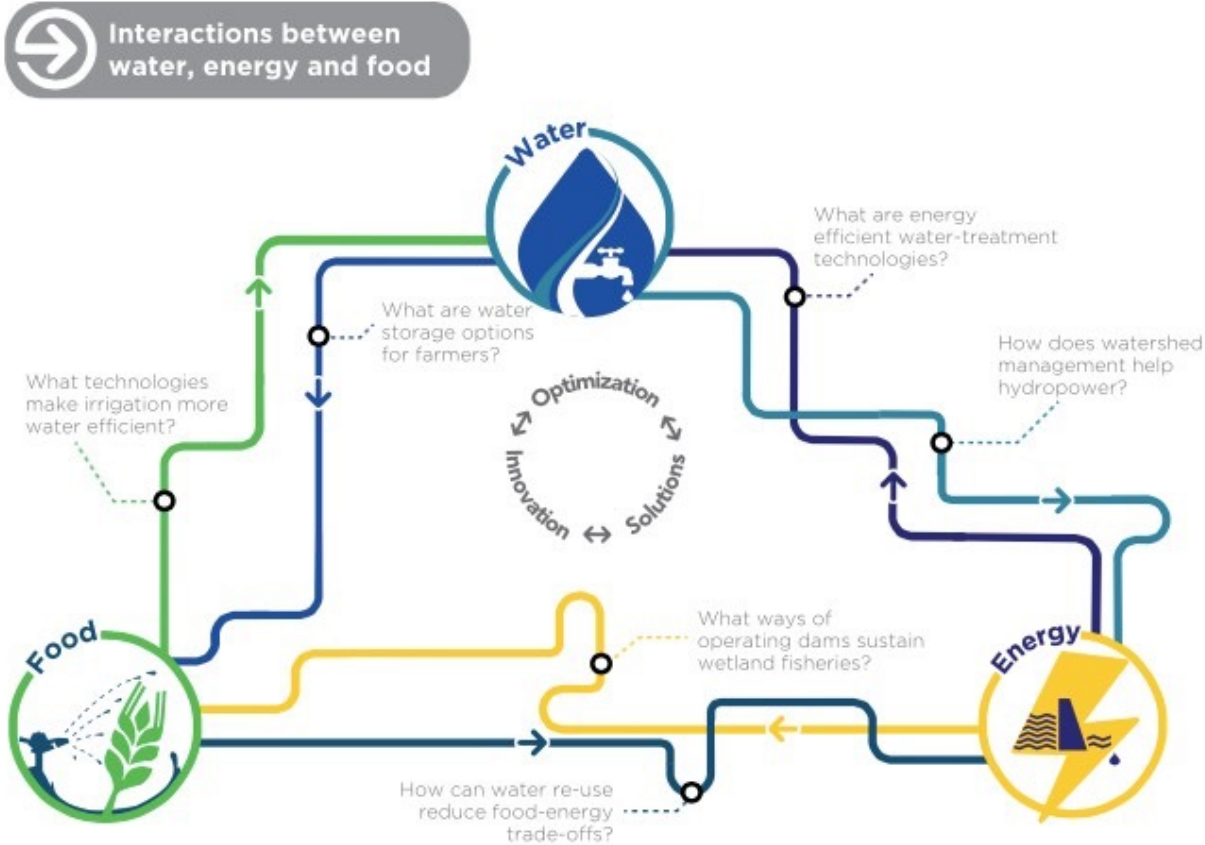 Interactions between
water, energy and food
Water
What are energy
efficient water-treatment
technologies?
What are water
storage options
for farmers?
How does watershed
management help
hydropower?
What technologies
make irrigation more
water efficient?
Optimization
Innovation
Solutions
Food
What ways of
operating dams sustain
wetland fisheries?
Energy
How can water re-use
reduce food-energy
trade-offs?